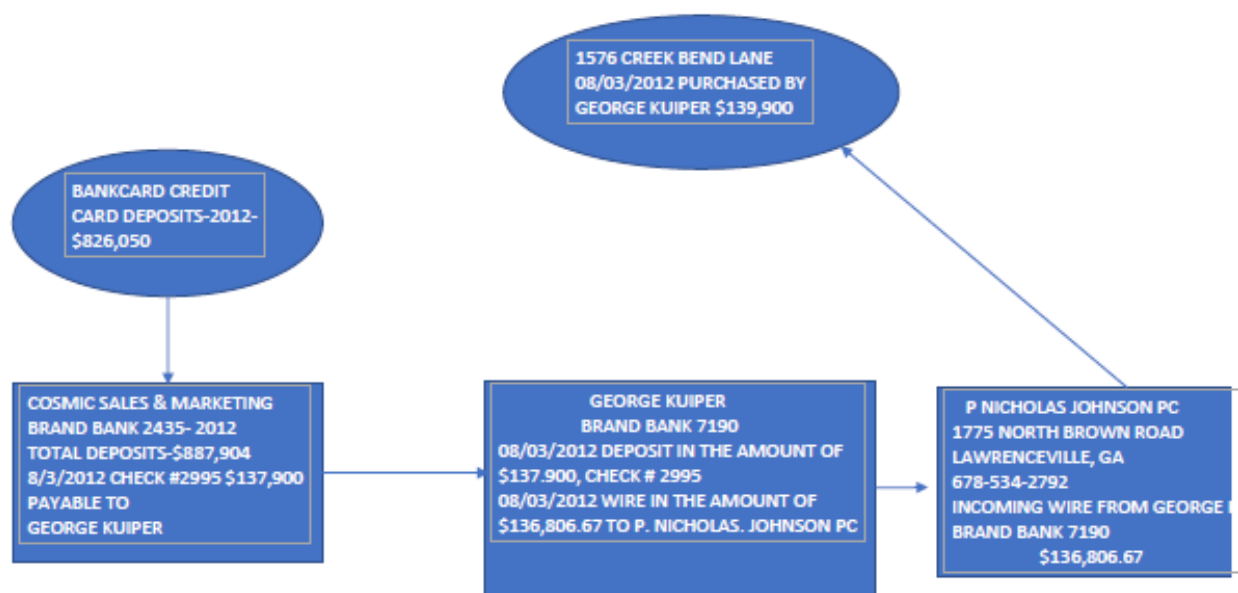 1576 CREEK BEND LANE
08/03/2012 PURCHASED BY
GEORGE KUIPER $139,900
BANKCARD CREDIT
CARD DEPOSITS-2012-
$826,050
COSMIC SALES & MARKETING
BRAND BANK 2435- 2012
TOTAL DEPOSITS-$887,904
8/3/2012 CHECK #2995 $137,900
PAYABLE TO
GEORGE KUIPER
GEORGE KUIPER
BRAND BANK 7190
08/03/2012 DEPOSIT IN THE AMOUNT OF
$137.900, CHECK # 2995
08/03/2012 WIRE IN THE AMOUNT OF
$136,806.67 TO P. NICHOLAS. JOHNSON PC
P NICHOLAS JOHNSON PC
1775 NORTH BROWN ROAD
LAWRENCEVILLE, GA
678-534-2792
INCOMING WIRE FROM GEORGE
BRAND BANK 7190
$136,806.67